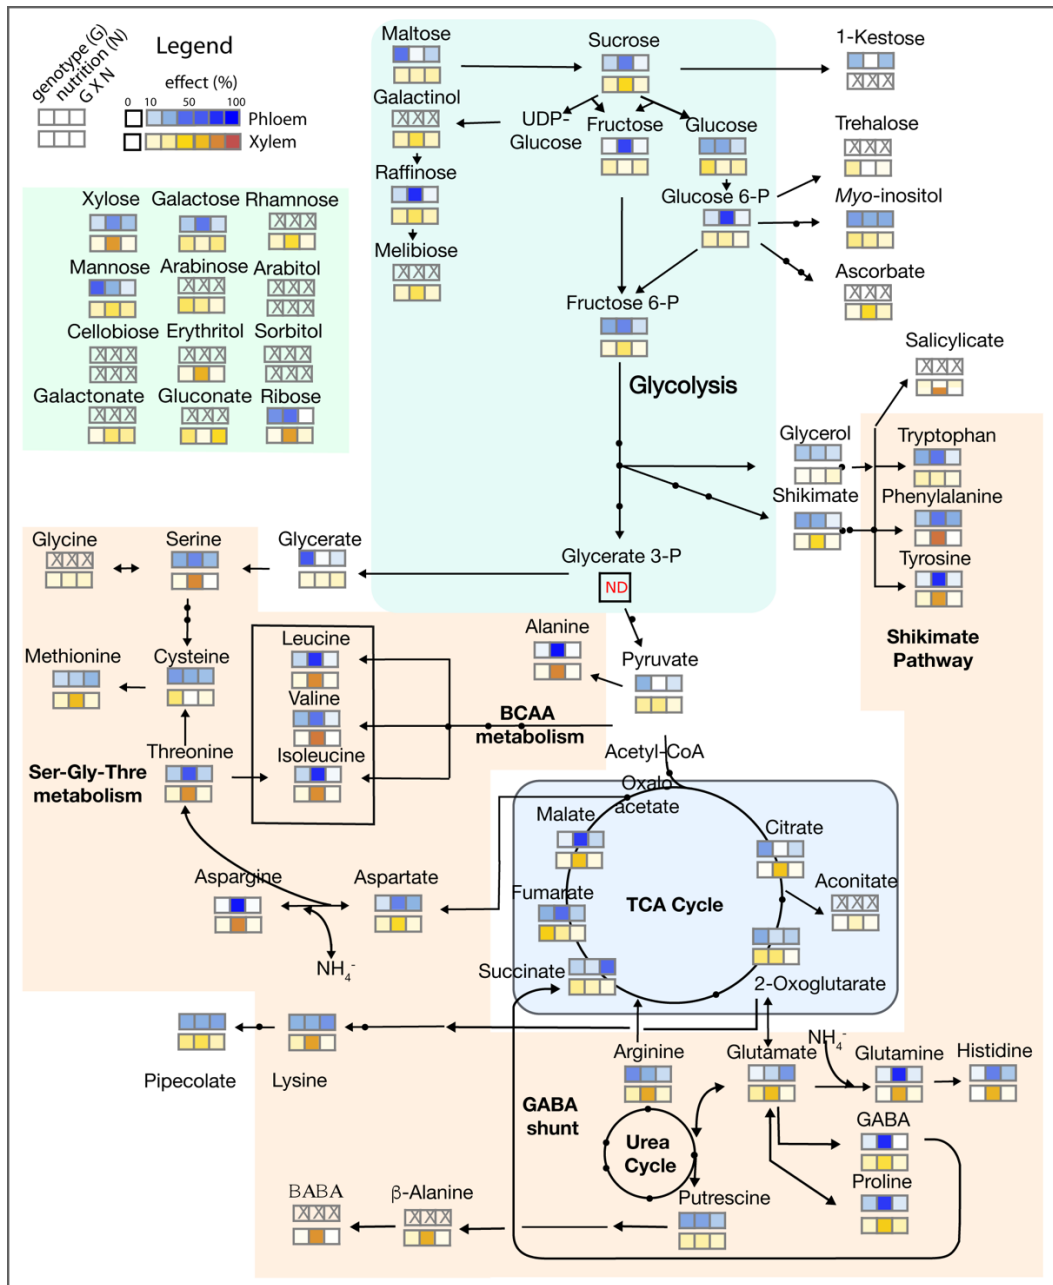 Legend
genotype (G)
nutrition (N)
G X N
effect (%)
0 10 50 100
Phloem
Xylem
Maltose
Sucrose
1-Kestose
Galactinol
UDP-
Glucose
Fructose
Glucose
Trehalose
Raffinose
Glucose 6-P
Myo-inositol
Melibiose
Ascorbate
Fructose 6-P
Glycolysis
Xylose Galactose Rhamnose
Mannose Arabinose Arabitol
Cellobiose Erythritol Sorbitol
Galactonate Gluconate Ribose
Salicylicate
Glycerol
Tryptophan
Shikimate
Phenylalanine
Tyrosine
Shikimate
Pathway
Glycine
Serine
Glycerate
Glycerate 3-P
ND
Alanine
Pyruvate
Leucine
Methionine
Cysteine
Valine
BCAA
metabolism
Threonine
Isoleucine
Ser-Gly-Thre
metabolism
Acetyl-CoA
Oxalo
acetate
Malate
Citrate
Aspargine
Aspartate
Fumarate
TCA Cycle
Aconitate
NH4-
Succinate
2-Oxoglutarate
Pipecolate
Lysine
Arginine
Glutamate
NH4-
Glutamine
Histidine
GABA
shunt
Urea
Cycle
GABA
Proline
Putrescine
BABA
β-Alanine